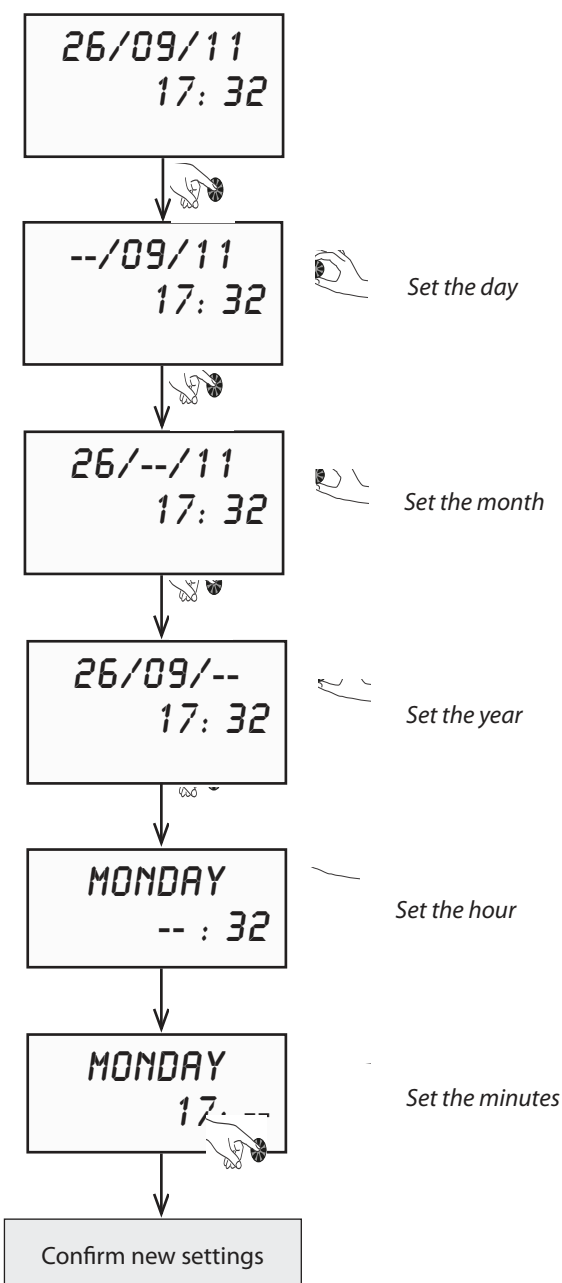 26/09/11
17: 32
--/09/11
17: 32
Set the day
26/--/11
17: 32
Set the month
26/09/--
17: 32
Set the year
MONDAY
-- : 32
Set the hour
MONDAY
17: --
Set the minutes
Confirm new settings